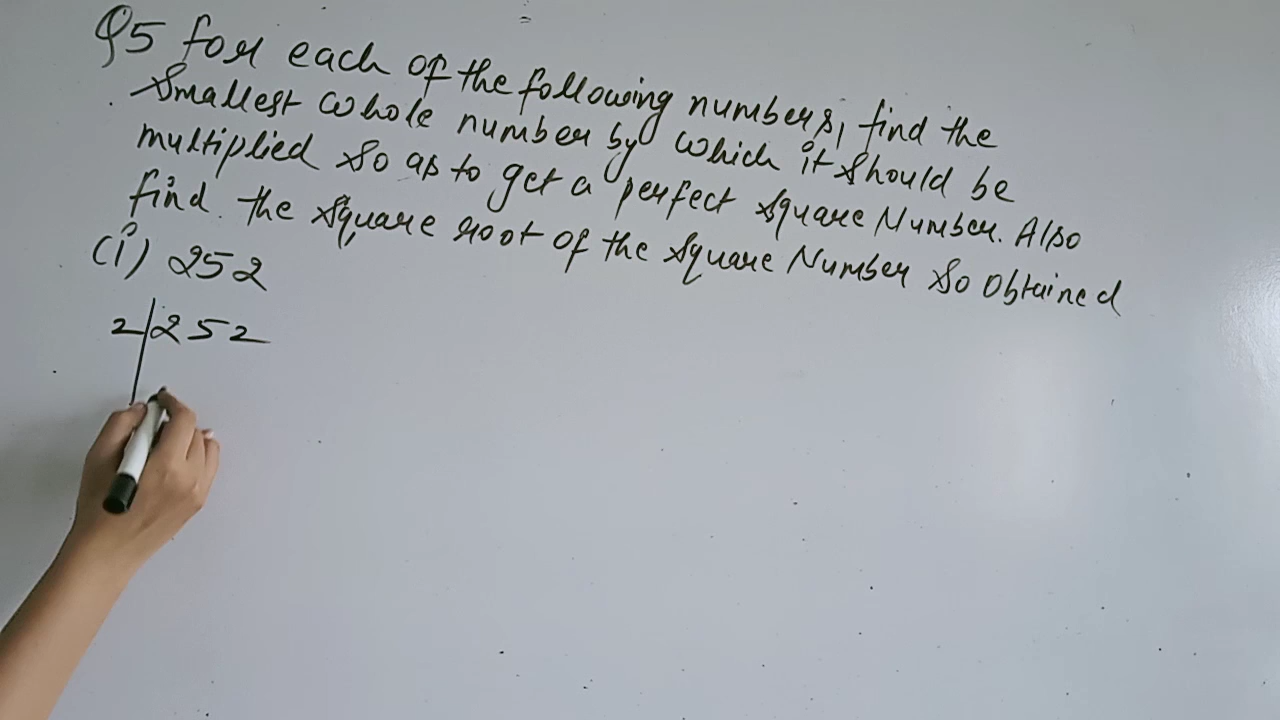 Q5 for each of the following numbers, find the
smallest whole number by which it should be
multiplied so as to get a perfect square Number. Also
find the square root of the square Number so obtained
(i) 252
2 252